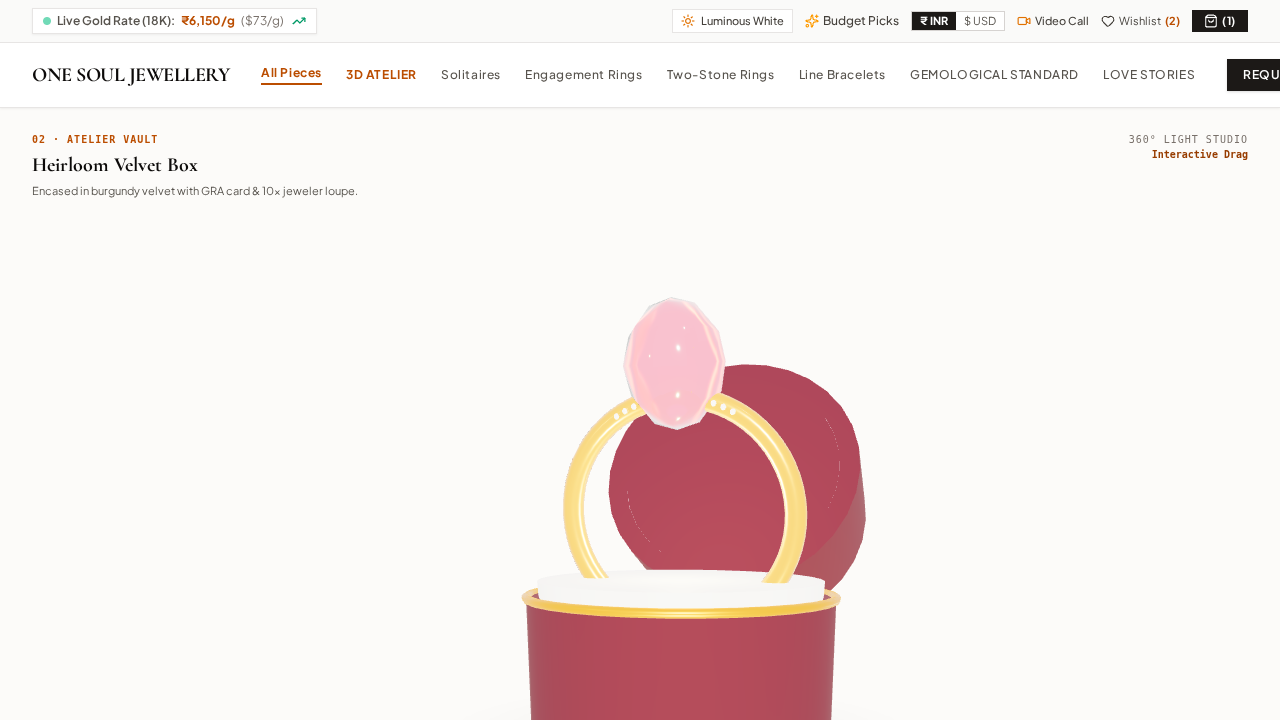 Live Gold Rate (18K): ₹6,150/g ($73/g)
Luminous White
Budget Picks
₹ INR $ USD
Video Call
Wishlist (2)
(1)
ONE SOUL JEWELLERY
All Pieces
3D ATELIER
Solitaires
Engagement Rings
Two-Stone Rings
Line Bracelets
GEMOLOGICAL STANDARD
LOVE STORIES
REQU
02 · ATELIER VAULT
Heirloom Velvet Box
Encased in burgundy velvet with GRA card & 10x jeweler loupe.
360° LIGHT STUDIO
Interactive Drag